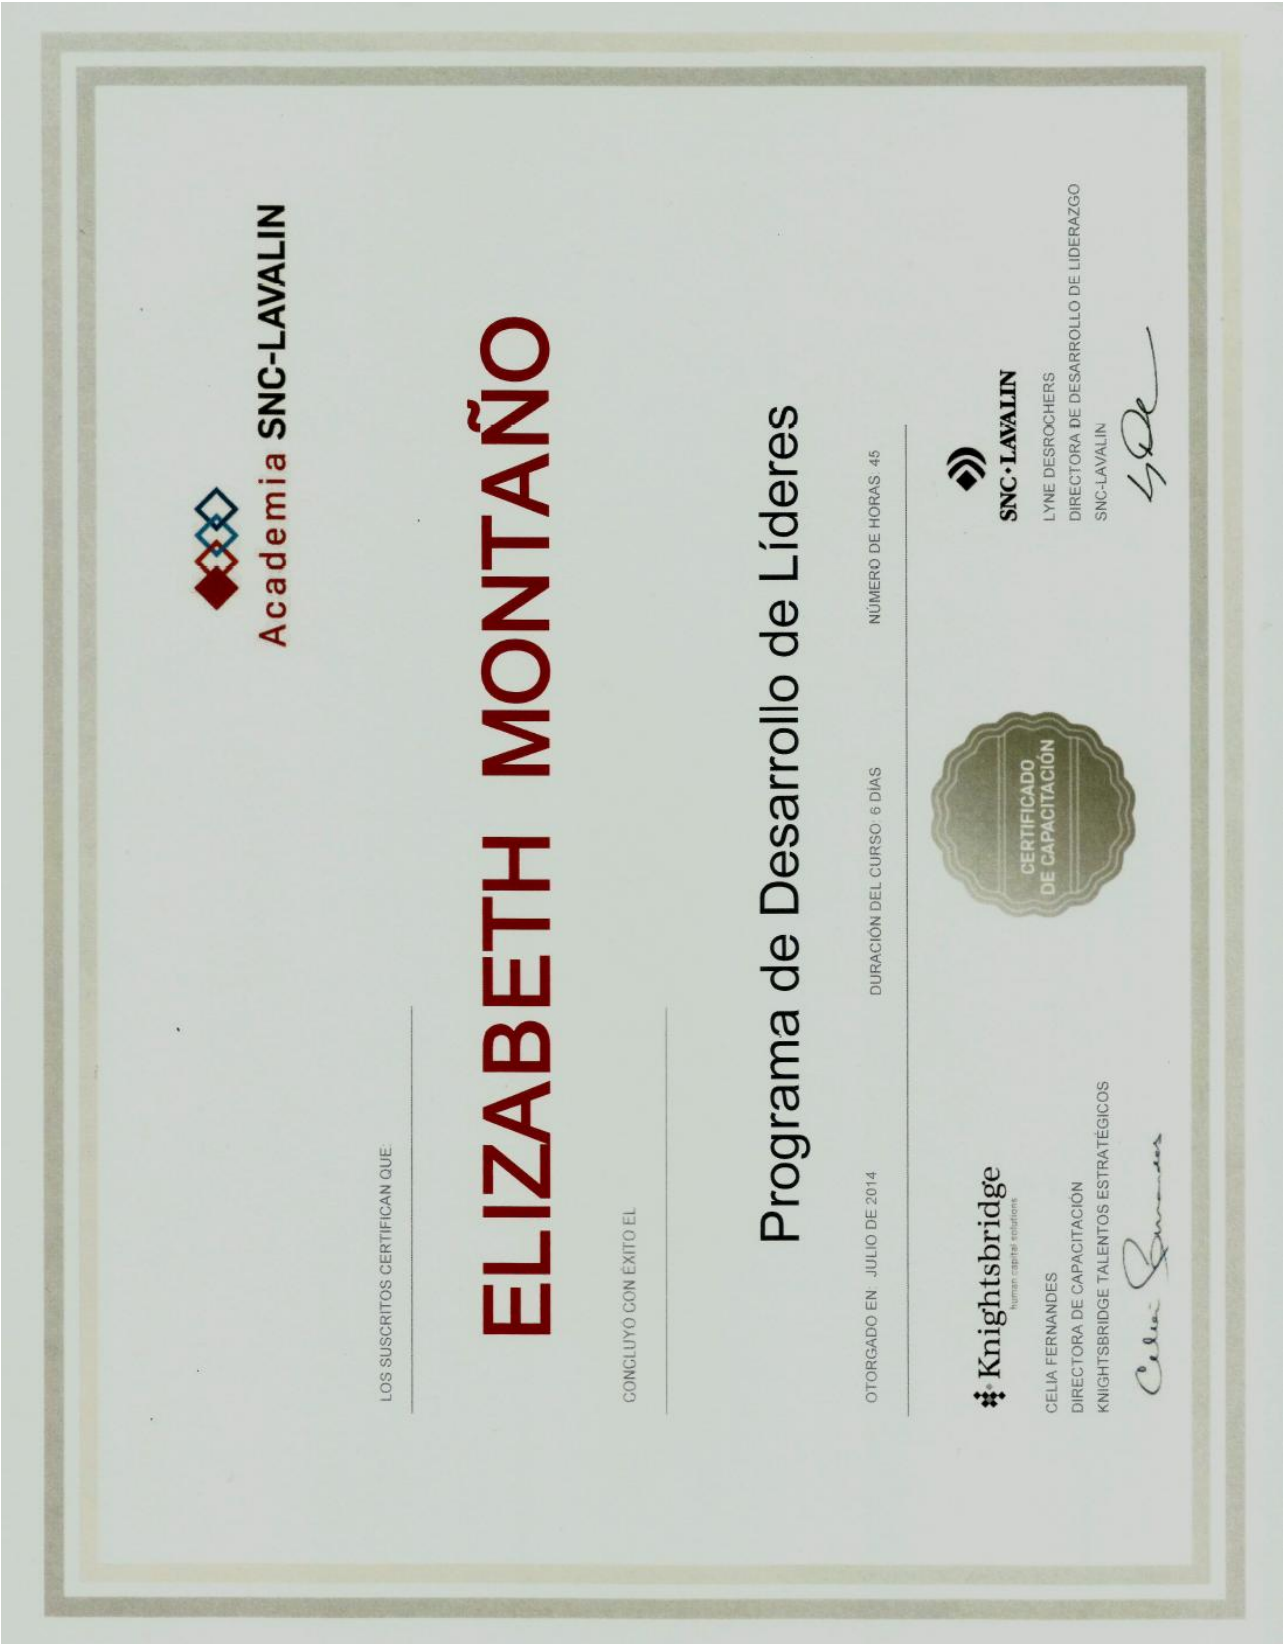 Academia SNC-LAVALIN
LOS SUSCRITOS CERTIFICAN QUE:
ELIZABETH MONTAÑO
CONCLUYÓ CON ÉXITO EL
Programa de Desarrollo de Líderes
OTORGADO EN: JULIO DE 2014 DURACIÓN DEL CURSO: 6 DÍAS NÚMERO DE HORAS: 45
Knightsbridge
human capital solutions
CELIA FERNANDES
DIRECTORA DE CAPACITACIÓN
KNIGHTSBRIDGE TALENTOS ESTRATÉGICOS
CERTIFICADO
DE CAPACITACIÓN
SNC·LAVALIN
LYNE DESROCHERS
DIRECTORA DE DESARROLLO DE LIDERAZGO
SNC-LAVALIN